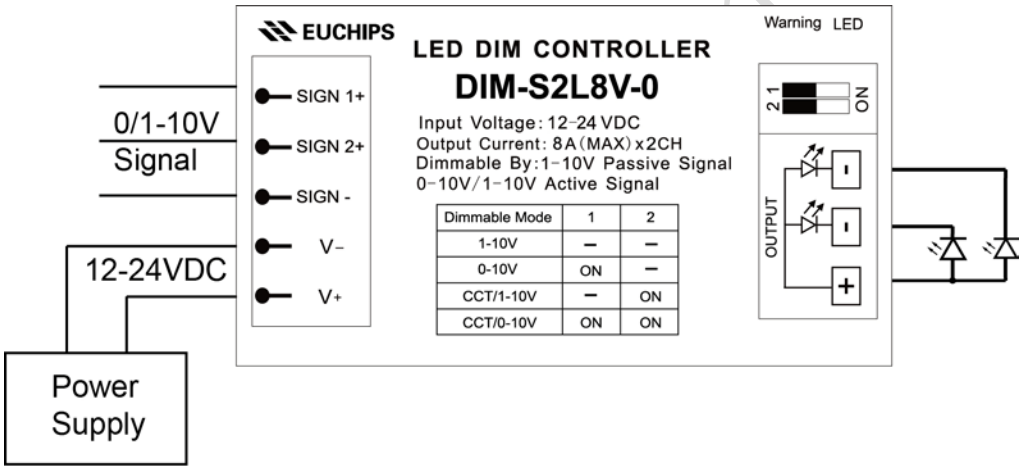 EUCHIPS
LED DIM CONTROLLER
DIM-S2L8V-0
Input Voltage: 12-24 VDC
Output Current: 8A(MAX)x2CH
Dimmable By:1-10V Passive Signal
0-10V/1-10V Active Signal
Dimmable Mode 1 2
1-10V – –
0-10V ON –
CCT/1-10V – ON
CCT/0-10V ON ON
0/1-10V
Signal
12-24VDC
Power
Supply
SIGN 1+
SIGN 2+
SIGN -
V-
V+
Warning LED
1
2
ON
OUTPUT
-
-
+